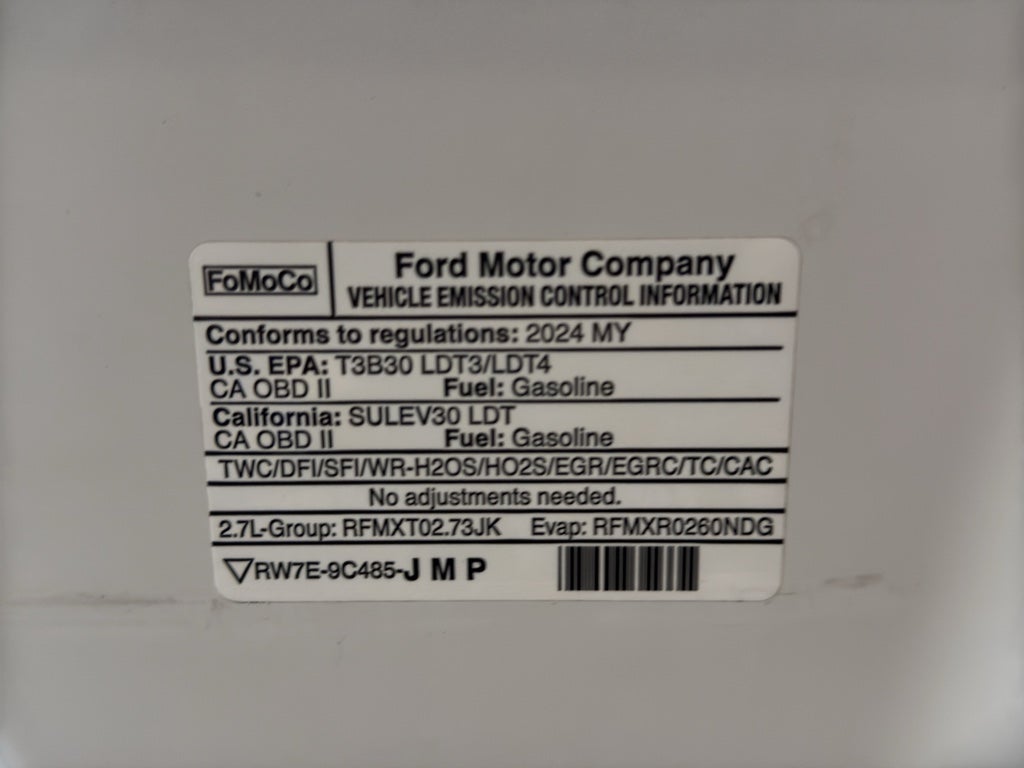 FoMoCo
Ford Motor Company
VEHICLE EMISSION CONTROL INFORMATION
Conforms to regulations: 2024 MY
U.S. EPA: T3B30 LDT3/LDT4
CA OBD II Fuel: Gasoline
California: SULEV30 LDT
CA OBD II Fuel: Gasoline
TWC/DFI/SFI/WR-H2OS/HO2S/EGR/EGRC/TC/CAC
No adjustments needed.
2.7L-Group: RFMXT02.73JK Evap: RFMXR0260NDG
RW7E-9C485-J M P